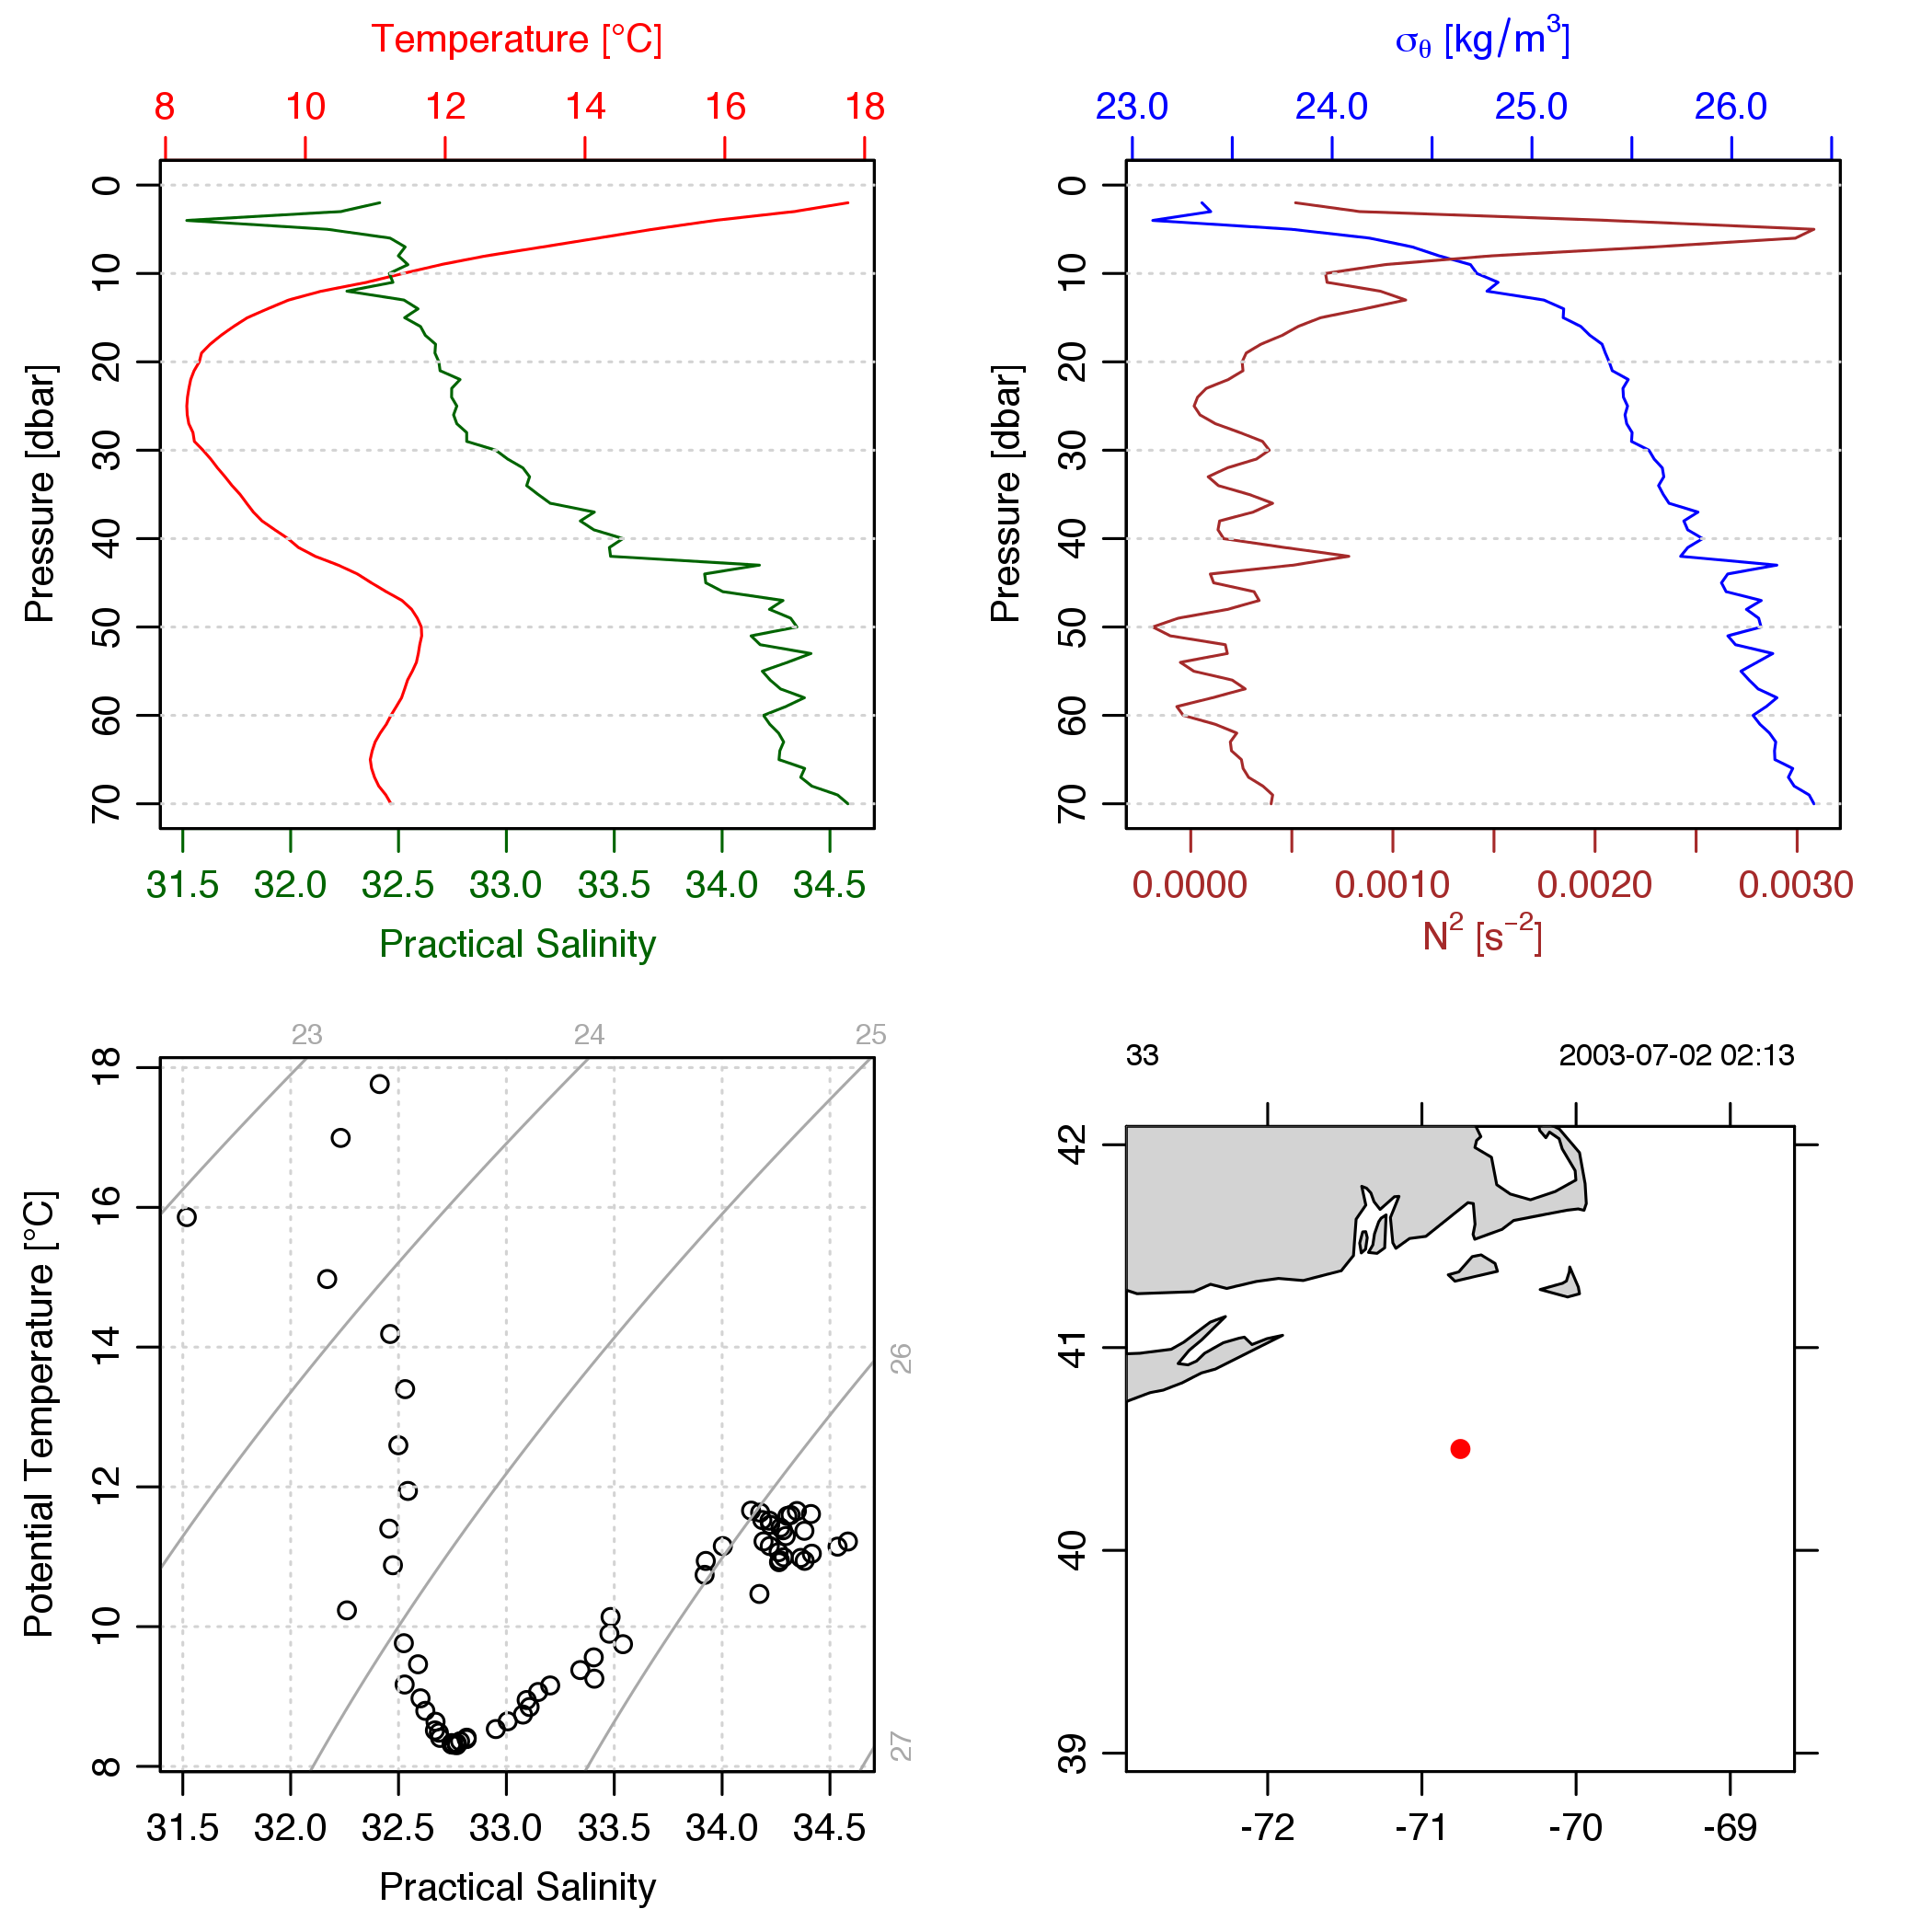 Temperature [°C]
8 10 12 14 16 18
0
10
20
30
40
50
60
70
Pressure [dbar]
31.5 32.0 32.5 33.0 33.5 34.0 34.5
Practical Salinity
σθ [kg/m³]
23.0 24.0 25.0 26.0
0
10
20
30
40
50
60
70
Pressure [dbar]
0.0000 0.0010 0.0020 0.0030
N² [s⁻²]
23 24 25
18
16
14
12
10
8
Potential Temperature [°C]
26
27
31.5 32.0 32.5 33.0 33.5 34.0 34.5
Practical Salinity
33 2003-07-02 02:13
42
41
40
39
-72 -71 -70 -69